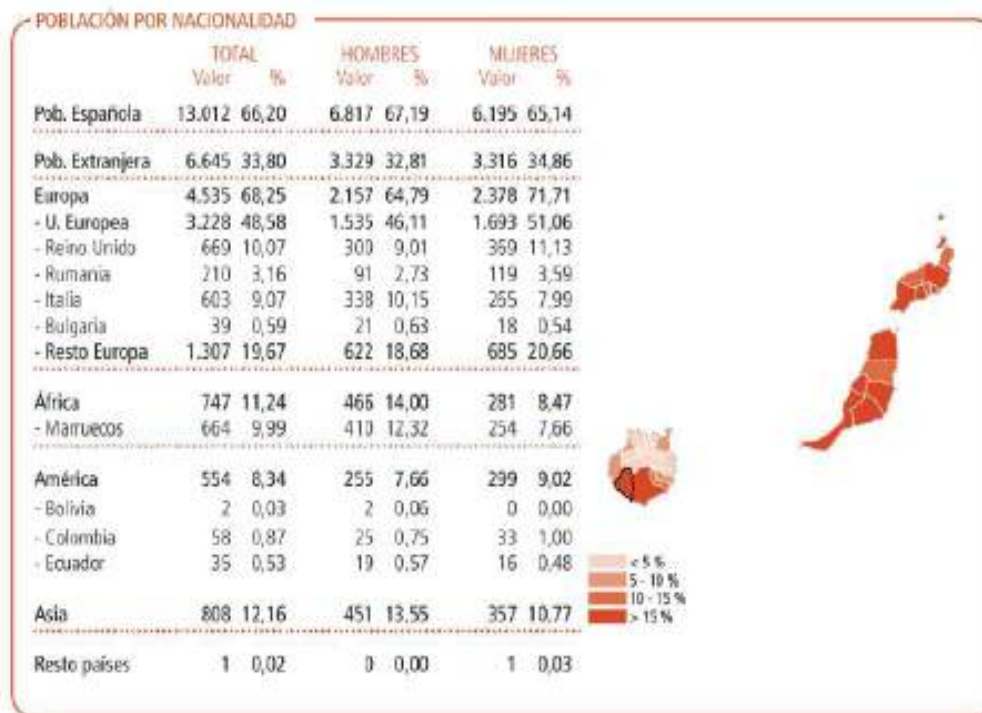 POBLACIÓN POR NACIONALIDAD
TOTAL HOMBRES MUJERES
Valor % Valor % Valor %
Pob. Española 13.012 66,20 6.817 67,19 6.195 65,14
Pob. Extranjera 6.645 33,80 3.329 32,81 3.316 34,86
Europa 4.535 68,25 2.157 64,79 2.378 71,71
- U. Europea 3.228 48,58 1.535 46,11 1.693 51,06
- Reino Unido 669 10,07 300 9,01 369 11,13
- Rumania 210 3,16 91 2,73 119 3,59
- Italia 603 9,07 338 10,15 265 7,99
- Bulgaria 39 0,59 21 0,63 18 0,54
- Resto Europa 1.307 19,67 622 18,68 685 20,66
África 747 11,24 466 14,00 281 8,47
- Marruecos 664 9,99 410 12,32 254 7,66
América 554 8,34 255 7,66 299 9,02
- Bolivia 2 0,03 2 0,06 0 0,00
- Colombia 58 0,87 25 0,75 33 1,00
- Ecuador 35 0,53 19 0,57 16 0,48
Asia 808 12,16 451 13,55 357 10,77
Resto países 1 0,02 0 0,00 1 0,03
< 5 %
5 - 10 %
10 - 15 %
> 15 %